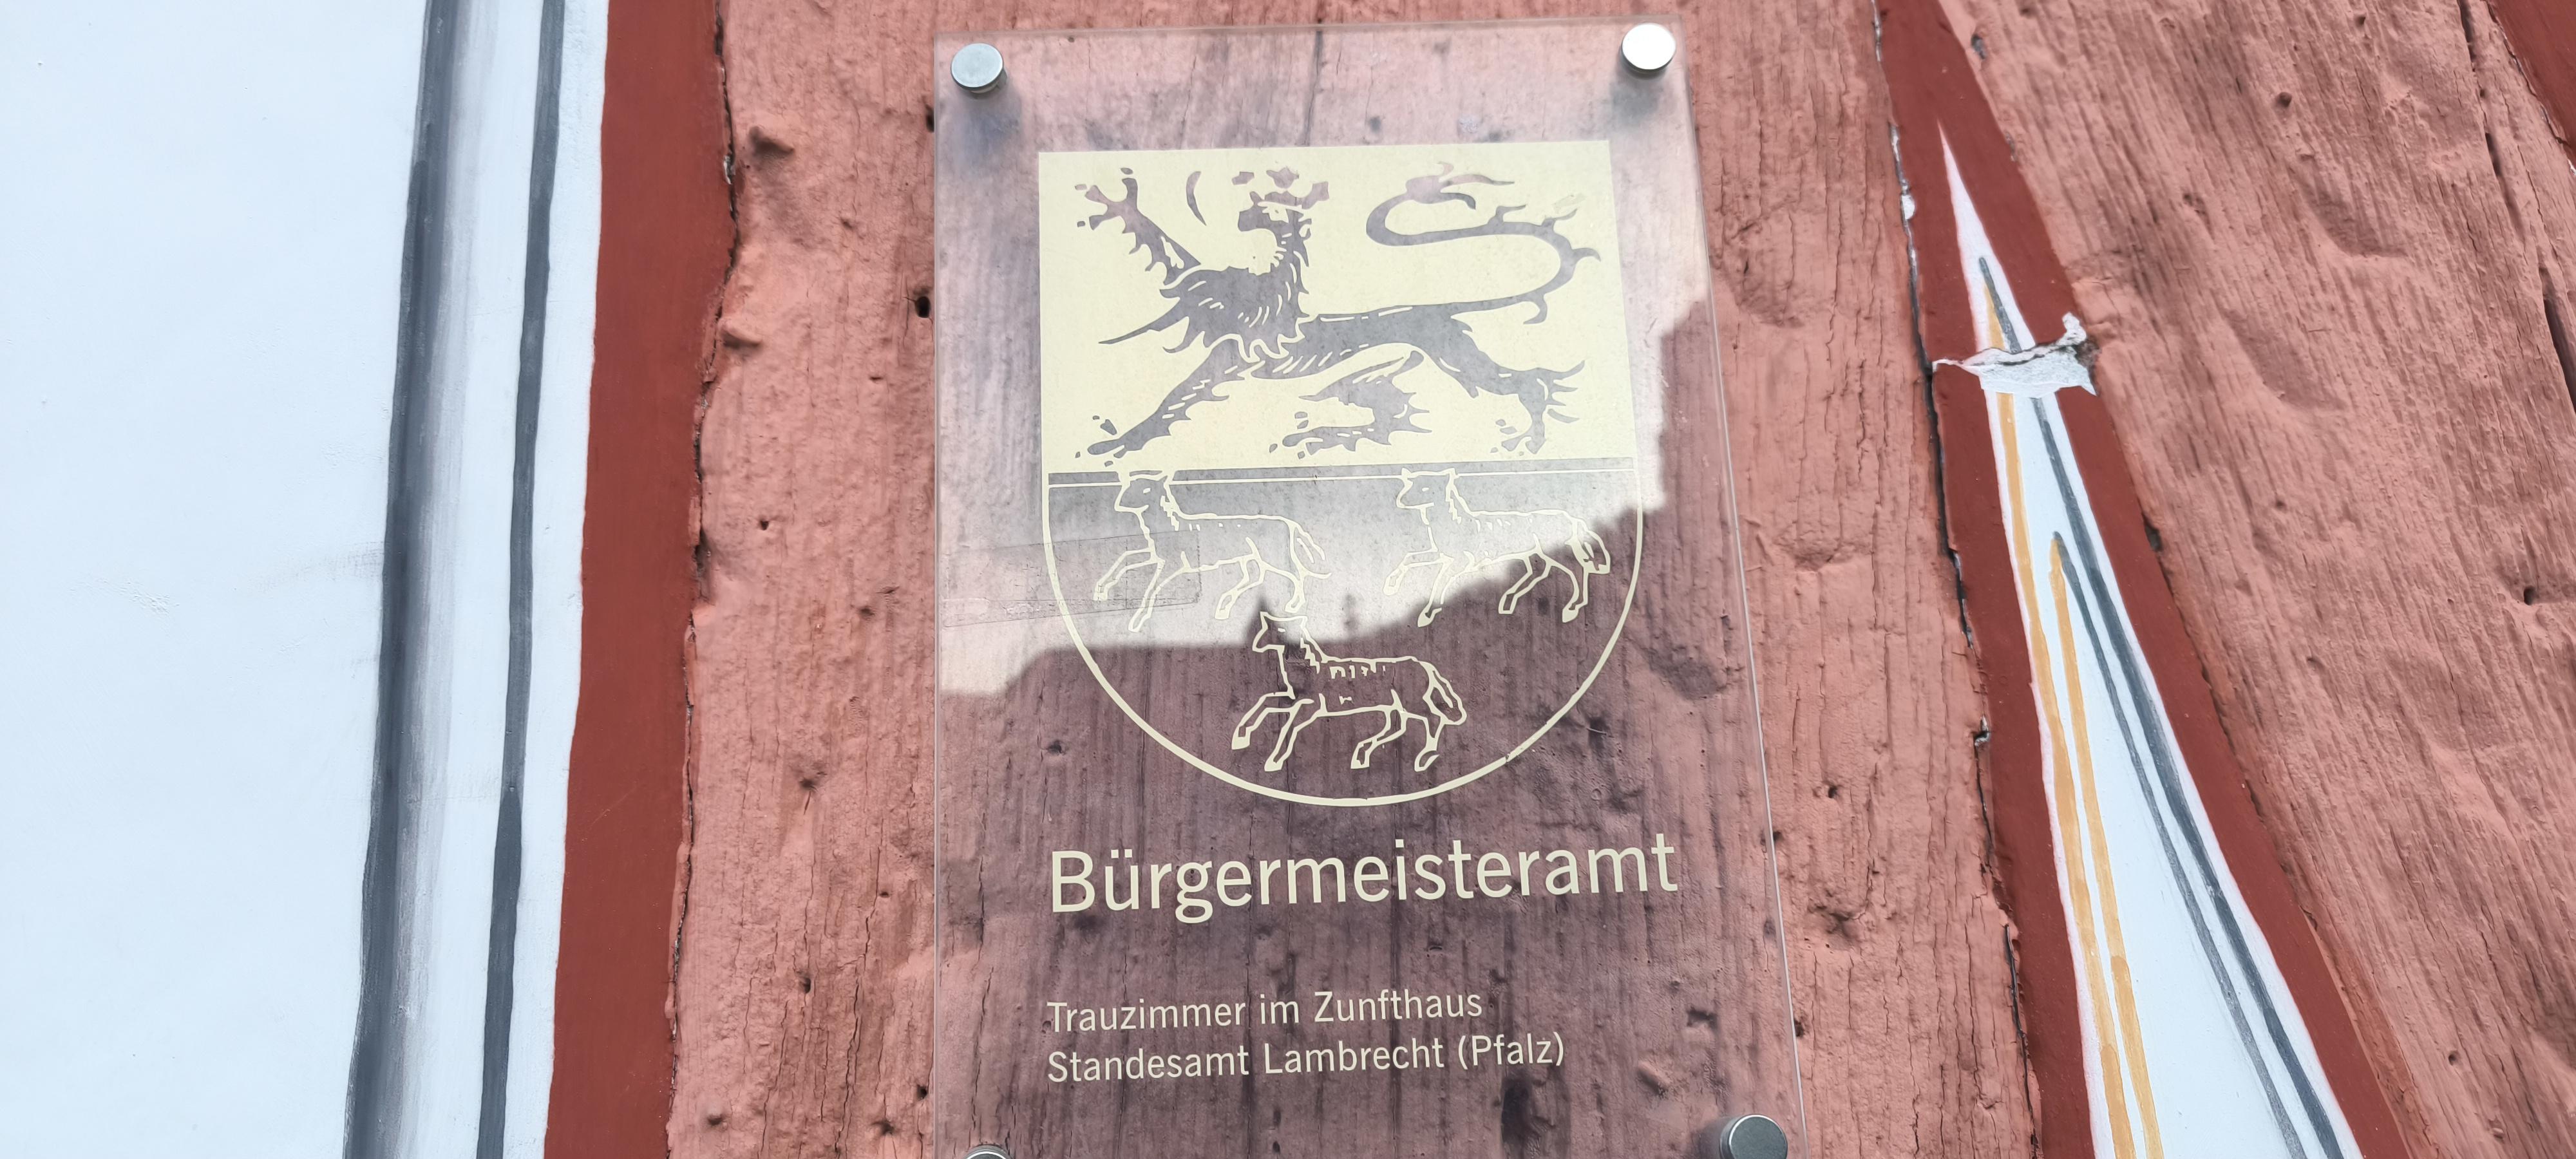 Bürgermeisteramt
Trauzimmer im Zunfthaus
Standesamt Lambrecht (Pfalz)